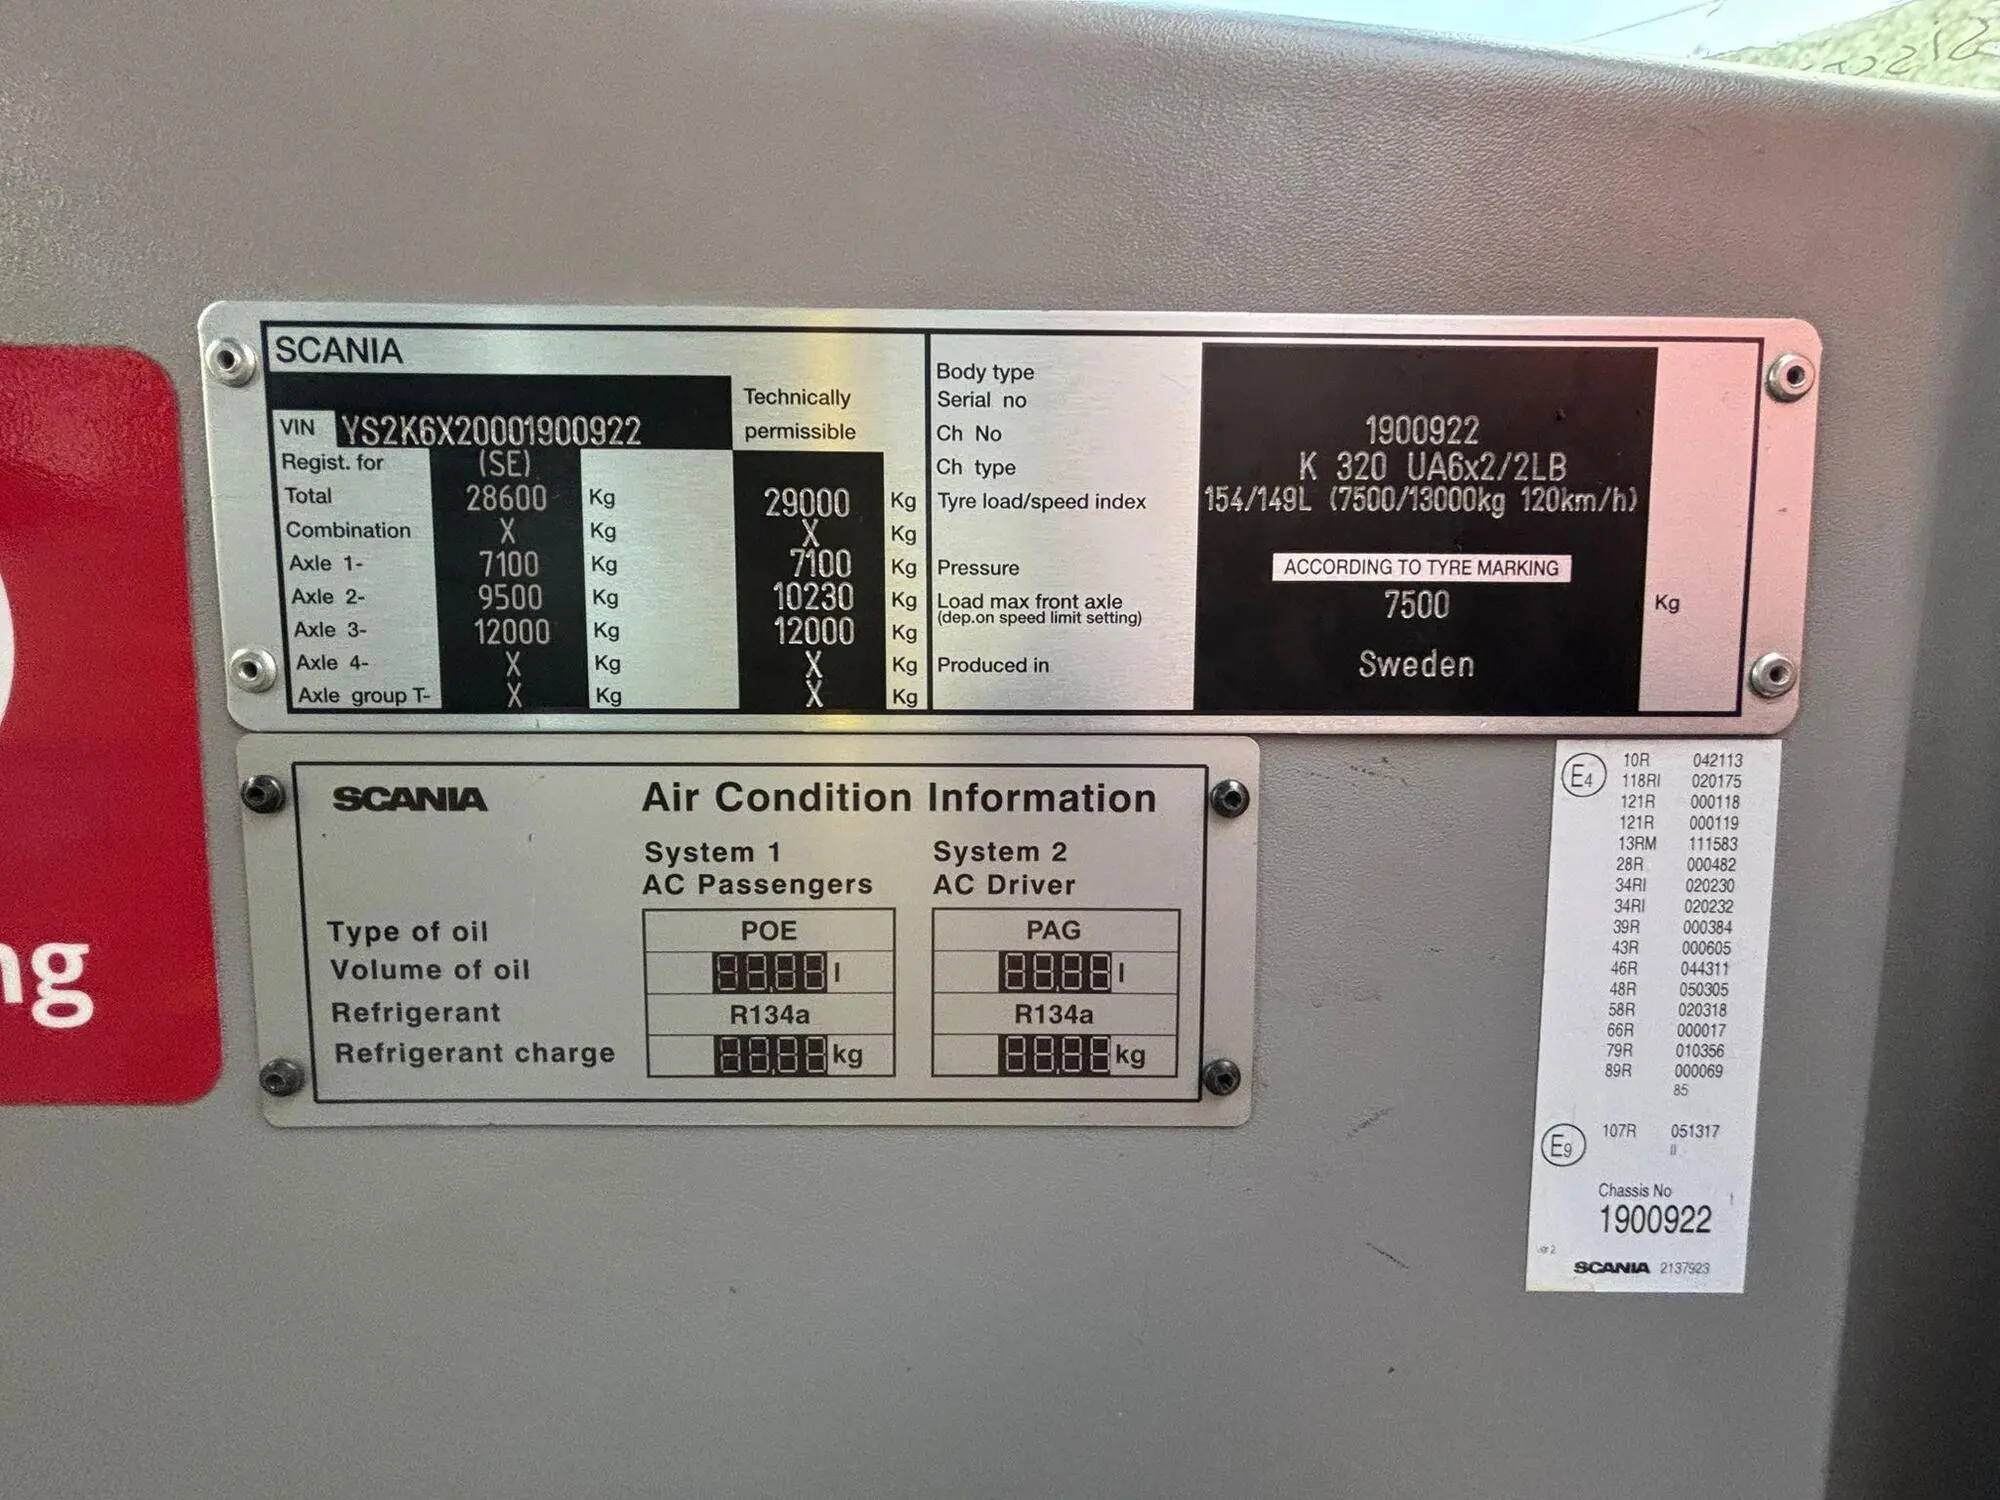 SCANIA
VIN YS2K6X20001900922
Technically
permissible
Regist. for (SE)
Total 28600 Kg 29000 Kg
Combination X Kg X Kg
Axle 1- 7100 Kg 7100 Kg
Axle 2- 9500 Kg 10230 Kg
Axle 3- 12000 Kg 12000 Kg
Axle 4- X Kg X Kg
Axle group T- X Kg X Kg
Body type
Serial no
Ch No 1900922
Ch type K 320 UA6x2/2LB
Tyre load/speed index 154/149L (7500/13000kg 120km/h)
Pressure ACCORDING TO TYRE MARKING
Load max front axle 7500 Kg
(dep.on speed limit setting)
Produced in Sweden
SCANIA Air Condition Information
System 1 System 2
AC Passengers AC Driver
Type of oil POE PAG
Volume of oil 88.88 l 88.88 l
Refrigerant R134a R134a
Refrigerant charge 88.88 kg 88.88 kg
E4
10R 042113
118RI 020175
121R 000118
121R 000119
13RM 111583
28R 000482
34RI 020230
34RI 020232
39R 000384
43R 000605
46R 044311
48R 050305
58R 020318
66R 000017
79R 010356
89R 000069
85
E9 107R 051317
II
Chassis No
1900922
SCANIA 2137923
ng